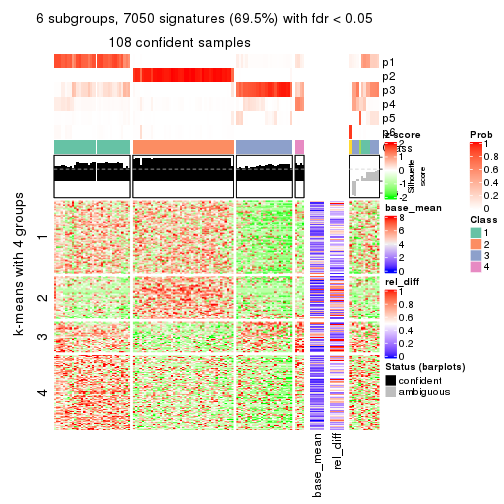 6 subgroups, 7050 signatures (69.5%) with fdr < 0.05
108 confident samples
p1
p2
p3
p4
p5
p6
Class
z-score
2
1
0
-1
-2
Silhouette
score
k-means with 4 groups
1
2
3
4
base_mean
rel_diff
base_mean
8
6
4
2
0
rel_diff
1
0.8
0.6
0.4
0.2
0
Status (barplots)
confident
ambiguous
Prob
1
0.8
0.6
0.4
0.2
0
Class
1
2
3
4